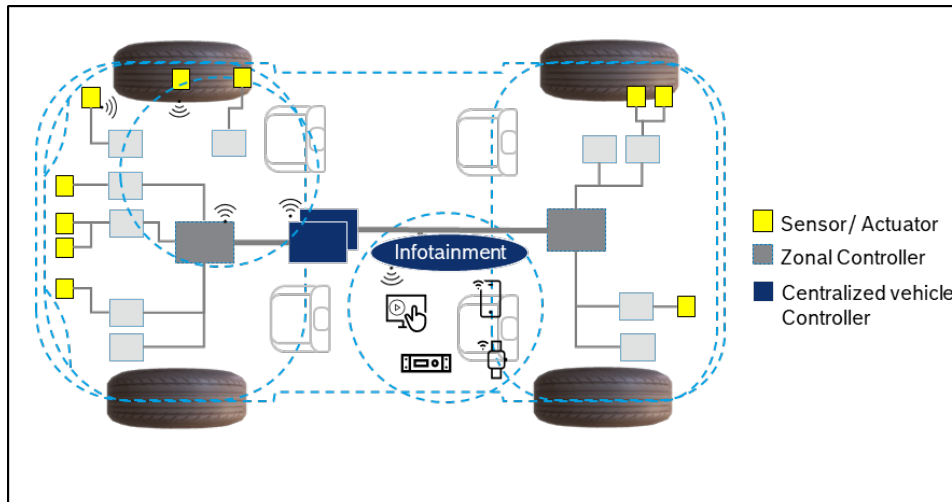 Infotainment
Sensor/ Actuator
Zonal Controller
Centralized vehicle
Controller